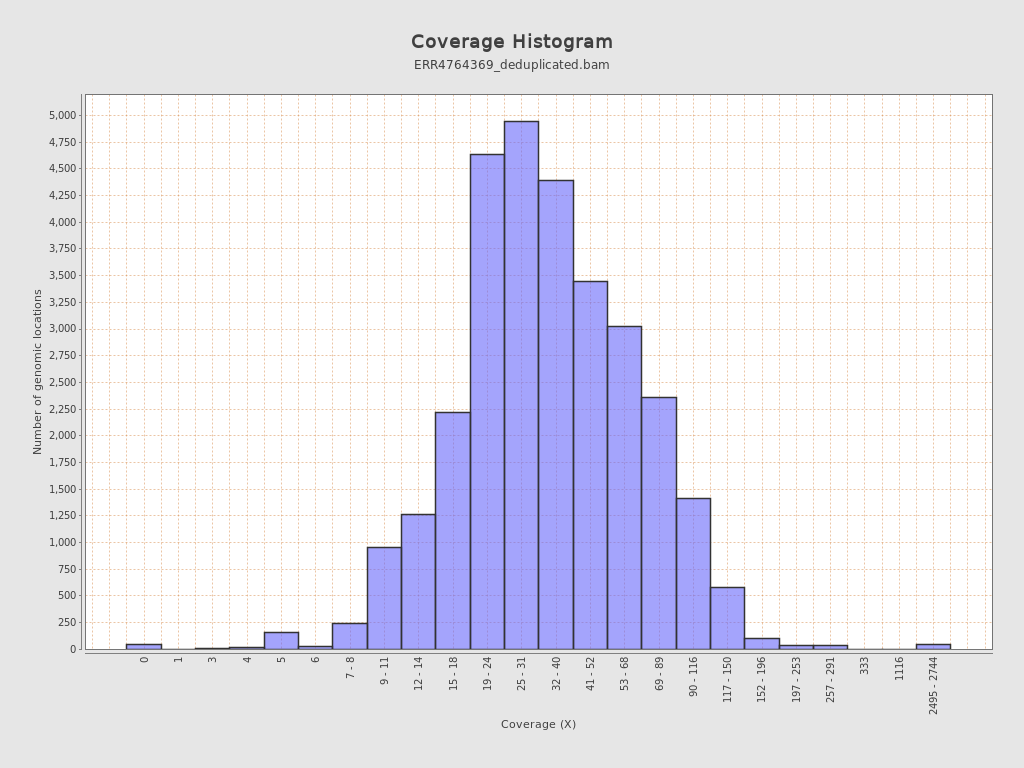 Coverage Histogram
ERR4764369_deduplicated.bam
Number of genomic locations
5,000
4,750
4,500
4,250
4,000
3,750
3,500
3,250
3,000
2,750
2,500
2,250
2,000
1,750
1,500
1,250
1,000
750
500
250
0
0
1
3
4
5
6
7 - 8
9 - 11
12 - 14
15 - 18
19 - 24
25 - 31
32 - 40
41 - 52
53 - 68
69 - 89
90 - 116
117 - 150
152 - 196
197 - 253
257 - 291
333
1116
2495 - 2744
Coverage (X)